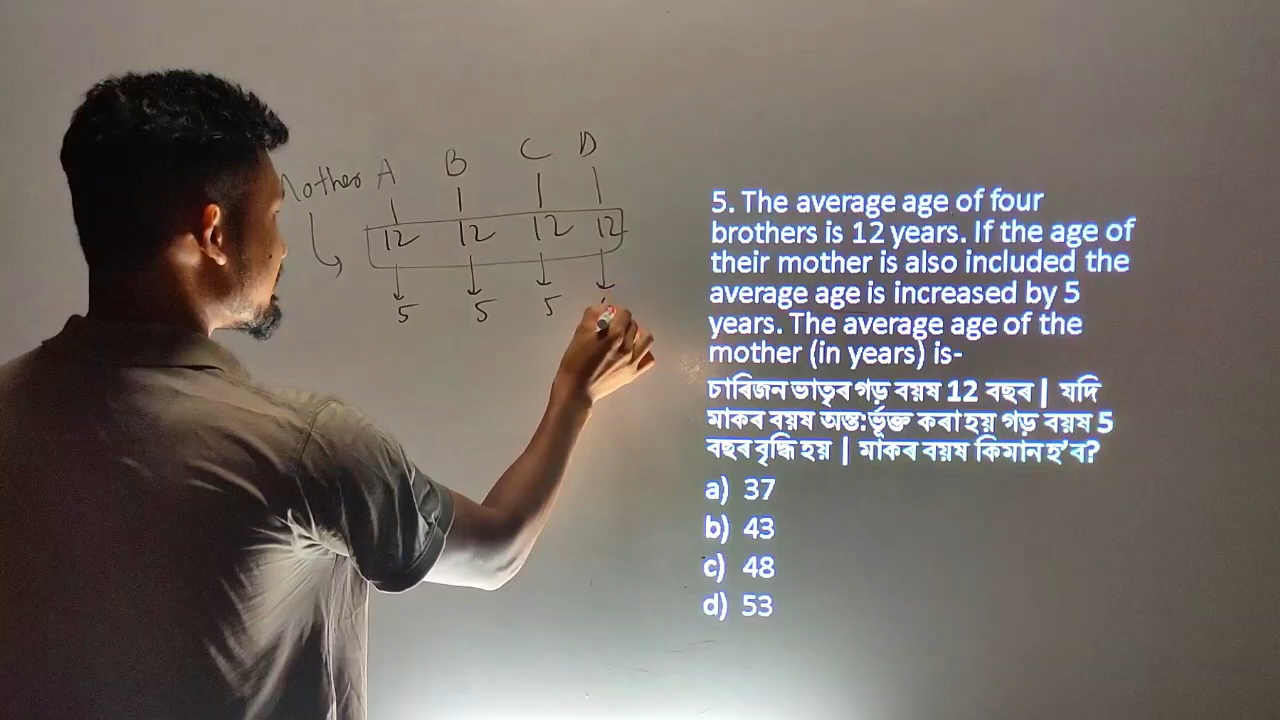 Mother A B C D
12 12 12 12
5 5 5
5. The average age of four
brothers is 12 years. If the age of
their mother is also included the
average age is increased by 5
years. The average age of the
mother (in years) is-
চাৰিজন ভাতৃৰ গড় বয়ষ 12 বছৰ | যদি
মাকৰ বয়ষ অন্ত:ৰ্ভূক্ত কৰা হয় গড় বয়ষ 5
বছৰ বৃদ্ধি হয় | মাকৰ বয়ষ কিমান হ'ব?
a) 37
b) 43
c) 48
d) 53